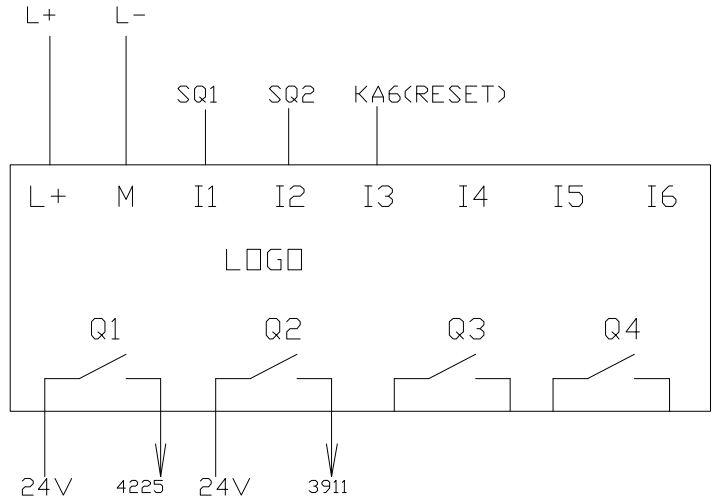 L+ L-
SQ1 SQ2 KA6(RESET)
L+ M I1 I2 I3 I4 I5 I6
LOGO
Q1 Q2 Q3 Q4
24V 4225 24V 3911